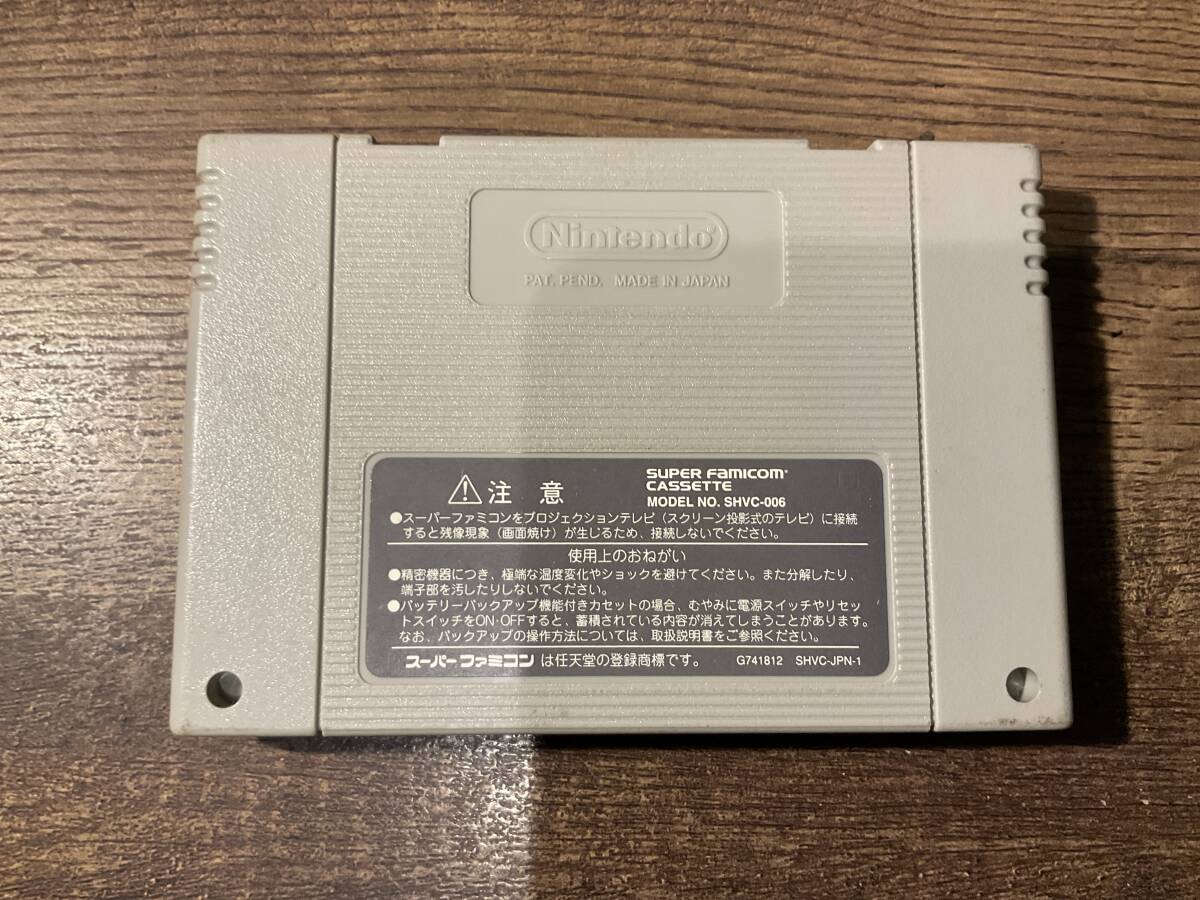 Nintendo®
PAT. PEND. MADE IN JAPAN
⚠注意
SUPER FAMICOM®
CASSETTE
MODEL NO. SHVC-006
●スーパーファミコンをプロジェクションテレビ（スクリーン投影式のテレビ）に接続
すると残像現象（画面焼け）が生じるため、接続しないでください。
使用上のおねがい
●精密機器につき、極端な温度変化やショックを避けてください。また分解したり、
端子部を汚したりしないでください。
●バッテリーバックアップ機能付きカセットの場合、むやみに電源スイッチやリセッ
トスイッチをON·OFFすると、蓄積されている内容が消えてしまうことがあります。
なお、バックアップの操作方法については、取扱説明書をご参照ください。
スーパーファミコンは任天堂の登録商標です。 G741812 SHVC-JPN-1